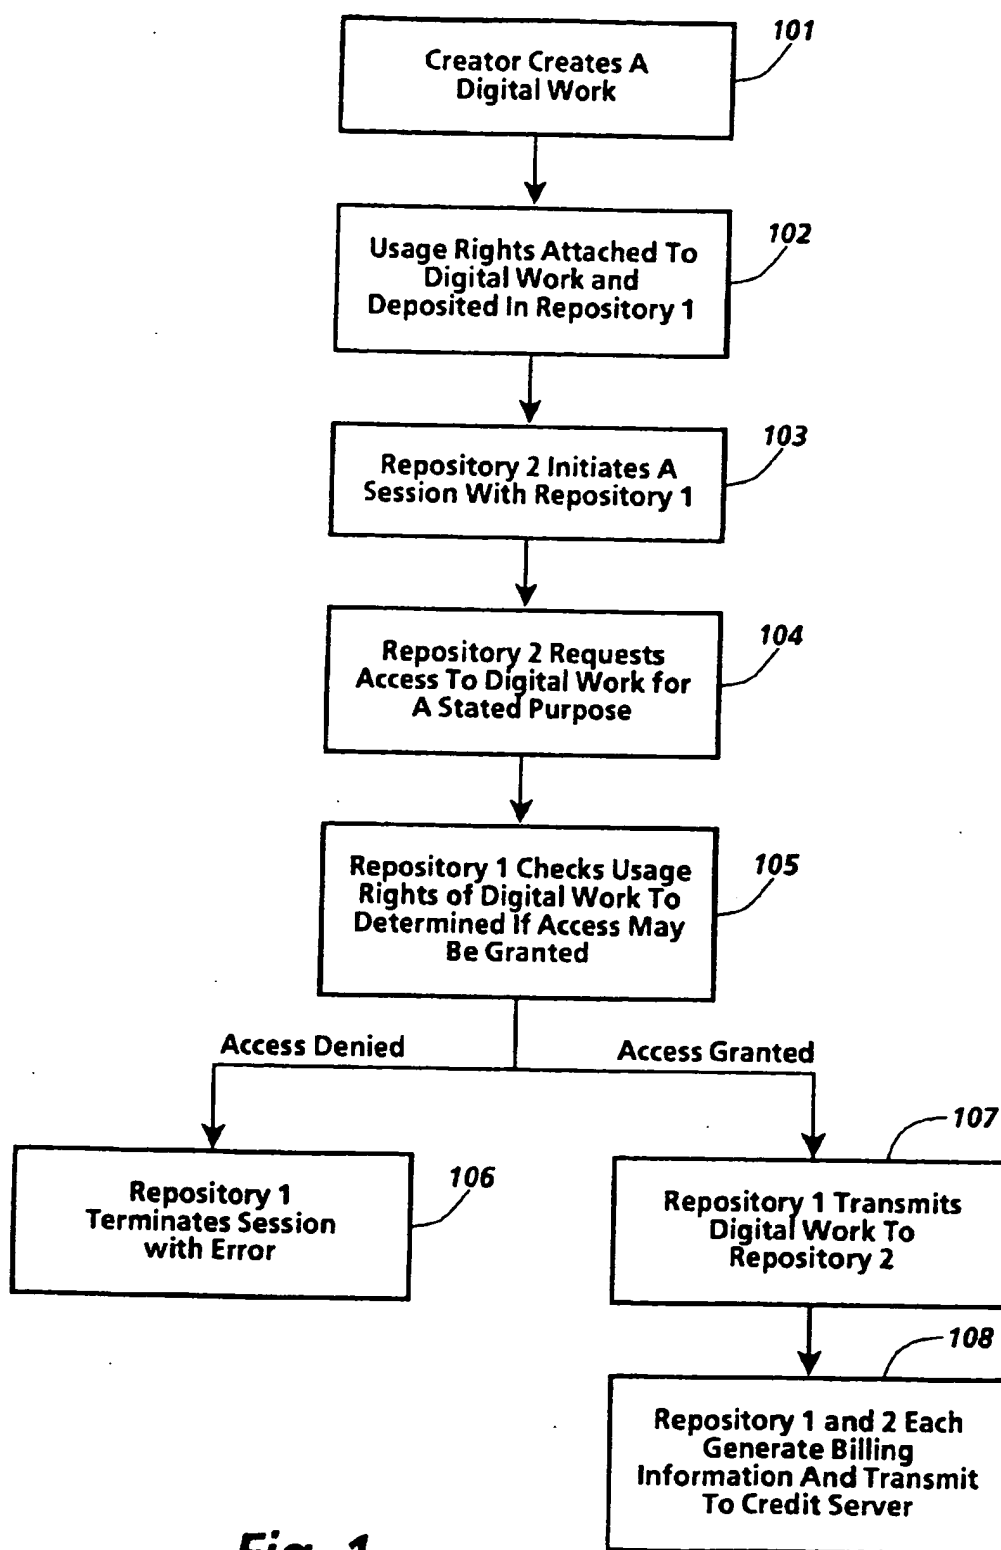 101
Creator Creates A
Digital Work
102
Usage Rights Attached To
Digital Work and
Deposited In Repository 1
103
Repository 2 Initiates A
Session With Repository 1
104
Repository 2 Requests
Access To Digital Work for
A Stated Purpose
105
Repository 1 Checks Usage
Rights of Digital Work To
Determined If Access May
Be Granted
Access Denied
Access Granted
106
Repository 1
Terminates Session
with Error
107
Repository 1 Transmits
Digital Work To
Repository 2
108
Repository 1 and 2 Each
Generate Billing
Information And Transmit
To Credit Server
Fig. 1